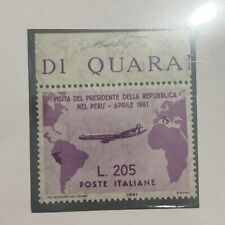 DI QUARA
VISITA DEL PRESIDENTE DELLA REPUBBLICA
NEL PERU' - APRILE 1961
L. 205
POSTE ITALIANE
1961